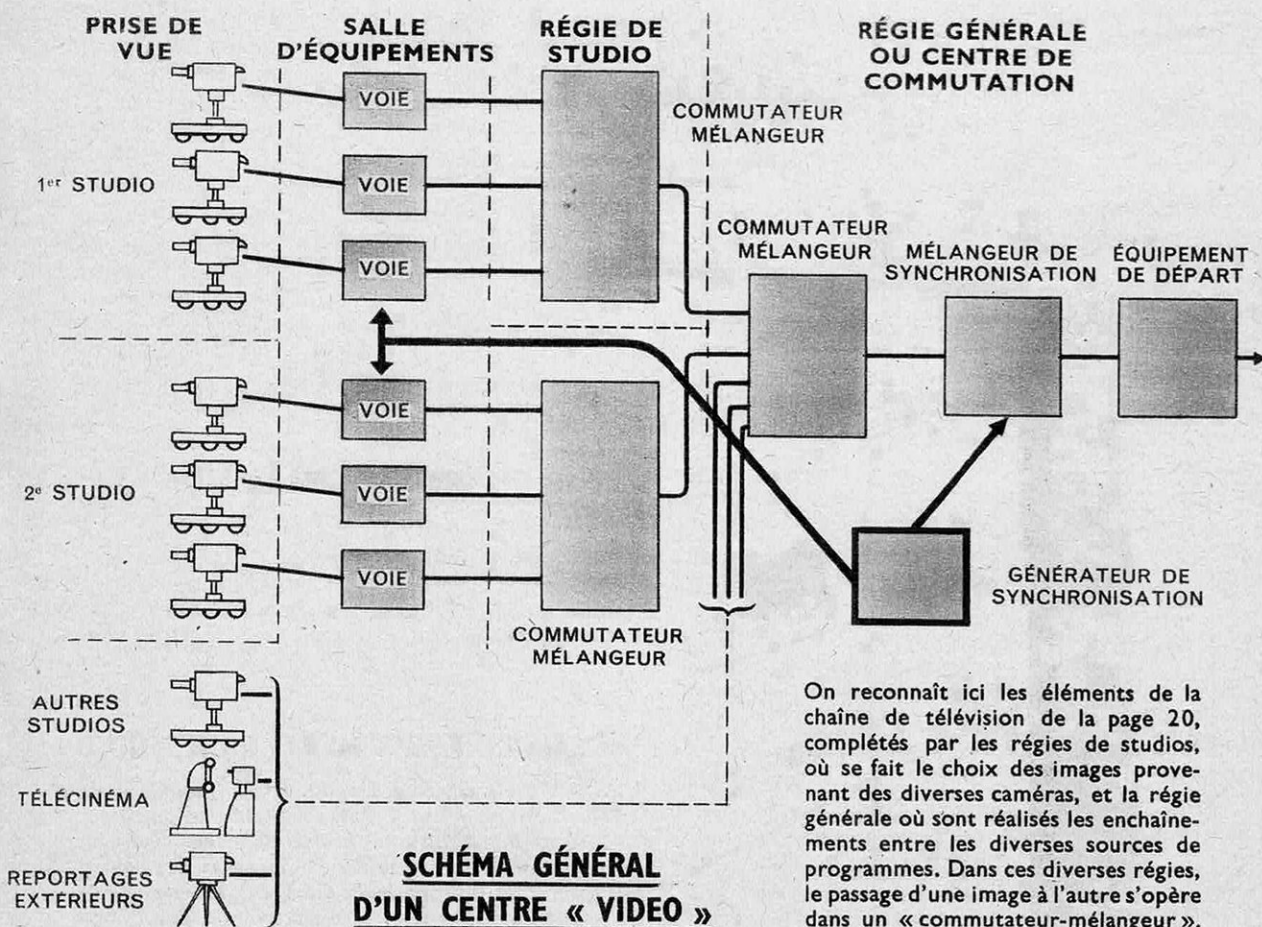 PRISE DE
VUE
SALLE
D'ÉQUIPEMENTS
RÉGIE DE
STUDIO
RÉGIE GÉNÉRALE
OU CENTRE DE
COMMUTATION
VOIE
COMMUTATEUR
MÉLANGEUR
1er STUDIO
VOIE
VOIE
COMMUTATEUR
MÉLANGEUR
MÉLANGEUR DE
SYNCHRONISATION
ÉQUIPEMENT
DE DÉPART
VOIE
2e STUDIO
VOIE
VOIE
GÉNÉRATEUR DE
SYNCHRONISATION
COMMUTATEUR
MÉLANGEUR
AUTRES
STUDIOS
TÉLÉCINÉMA
REPORTAGES
EXTÉRIEURS
SCHÉMA GÉNÉRAL
D'UN CENTRE « VIDEO »
On reconnaît ici les éléments de la
chaîne de télévision de la page 20,
complétés par les régies de studios,
où se fait le choix des images prove-
nant des diverses caméras, et la régie
générale où sont réalisés les enchaîne-
ments entre les diverses sources de
programmes. Dans ces diverses régies,
le passage d'une image à l'autre s'opère
dans un « commutateur-mélangeur ».